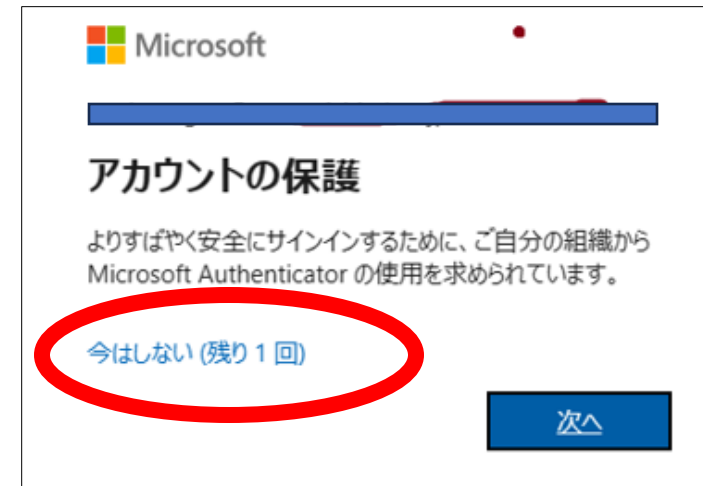 Microsoft
アカウントの保護
よりすばやく安全にサインインするために、ご自分の組織から
Microsoft Authenticator の使用を求められています。
今はしない (残り 1 回)
次へ